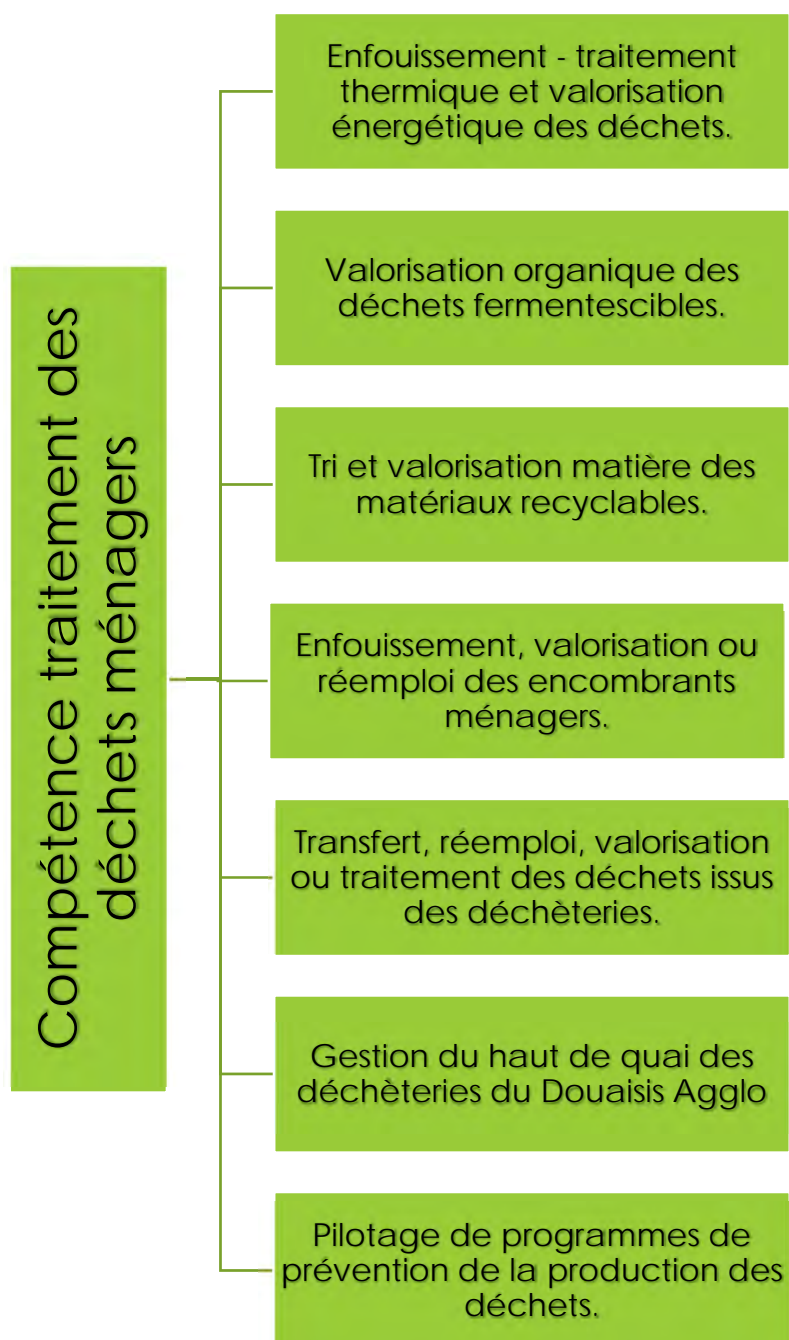 Compétence traitement des
déchets ménagers
Enfouissement - traitement
thermique et valorisation
énergétique des déchets.
Valorisation organique des
déchets fermentescibles.
Tri et valorisation matière des
matériaux recyclables.
Enfouissement, valorisation ou
réemploi des encombrants
ménagers.
Transfert, réemploi, valorisation
ou traitement des déchets issus
des déchèteries.
Gestion du haut de quai des
déchèteries du Douaisis Agglo
Pilotage de programmes de
prévention de la production des
déchets.